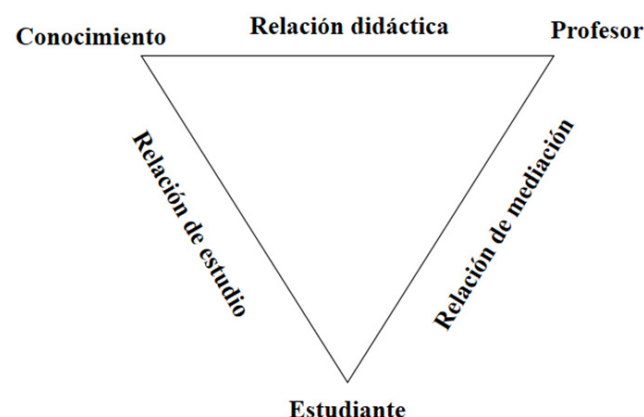 Relación didáctica
Conocimiento
Profesor
Relación de estudio
Relación de mediación
Estudiante